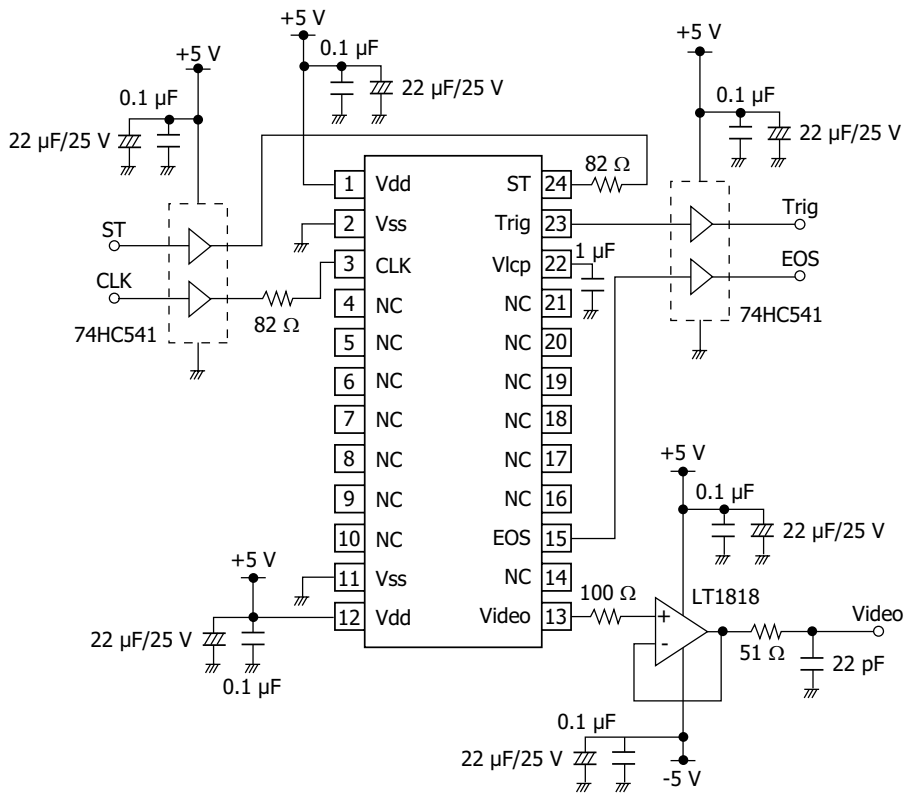 +5 V
+5 V
+5 V
0.1 µF
22 µF/25 V
0.1 µF
22 µF/25 V
0.1 µF
22 µF/25 V
ST
CLK
74HC541
82 Ω
82 Ω
1 µF
Trig
EOS
74HC541
1 Vdd
2 Vss
3 CLK
4 NC
5 NC
6 NC
7 NC
8 NC
9 NC
10 NC
11 Vss
12 Vdd
ST 24
Trig 23
Vlcp 22
NC 21
NC 20
NC 19
NC 18
NC 17
NC 16
EOS 15
NC 14
Video 13
+5 V
22 µF/25 V
0.1 µF
+5 V
0.1 µF
22 µF/25 V
100 Ω
LT1818
+
-
51 Ω
Video
22 pF
0.1 µF
22 µF/25 V
-5 V